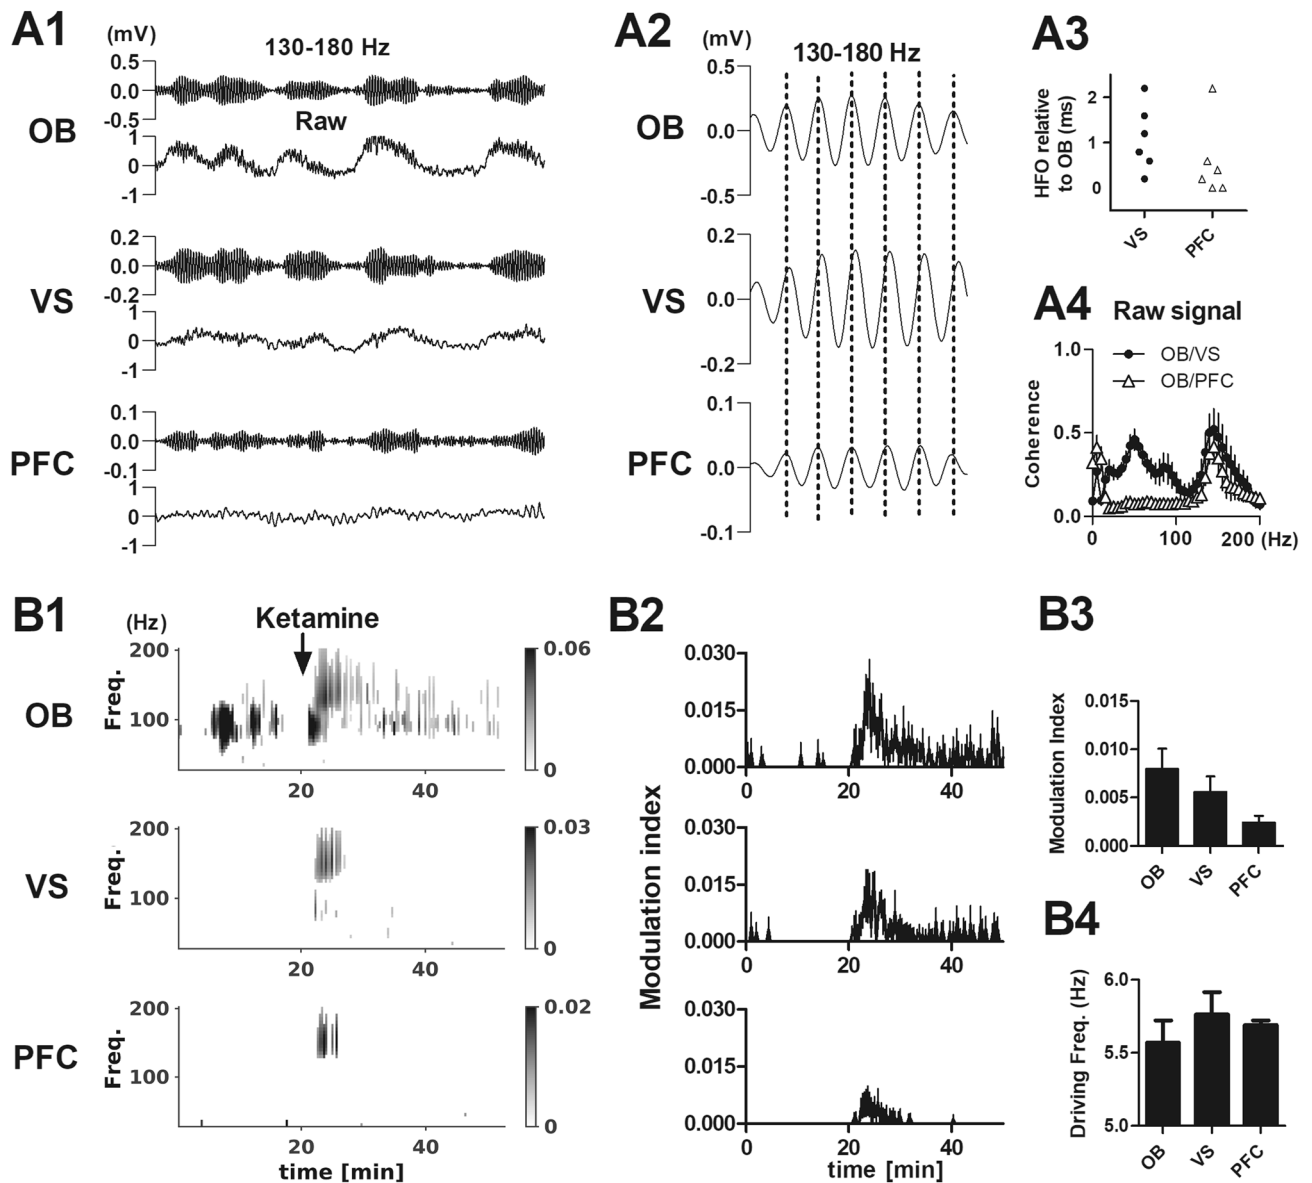 A1
(mV)
130-180 Hz
0.5
0.0
-0.5
OB
Raw
1
0
-1
0.2
0.0
-0.2
VS
1
0
-1
0.1
0.0
-0.1
PFC
1
0
-1
A2
(mV)
130-180 Hz
0.5
OB
0.0
-0.5
0.2
VS
0.0
-0.2
0.1
PFC
0.0
-0.1
A3
HFO relative
to OB (ms)
2
1
0
VS
PFC
A4
Raw signal
OB/VS
OB/PFC
Coherence
1.0
0.5
0.0
0
100
200 (Hz)
B1
(Hz)
Ketamine
200
100
OB
Freq.
0.06
0
20
40
200
100
VS
Freq.
0.03
0
20
40
200
100
PFC
Freq.
0.02
0
20
40
time [min]
B2
Modulation index
0.030
0.015
0.000
0
20
40
0.030
0.015
0.000
0
20
40
0.030
0.015
0.000
0
20
40
time [min]
B3
Modulation Index
0.015
0.010
0.005
0.000
OB
VS
PFC
B4
Driving Freq. (Hz)
6.0
5.5
5.0
OB
VS
PFC